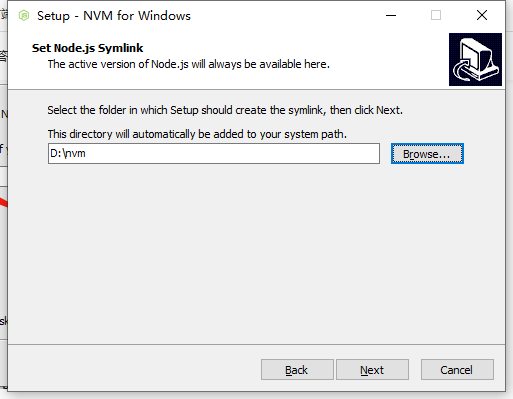 Setup - NVM for Windows
Set Node.js Symlink
The active version of Node.js will always be available here.
Select the folder in which Setup should create the symlink, then click Next.
This directory will automatically be added to your system path.
D:\nvm
Browse...
Back
Next
Cancel